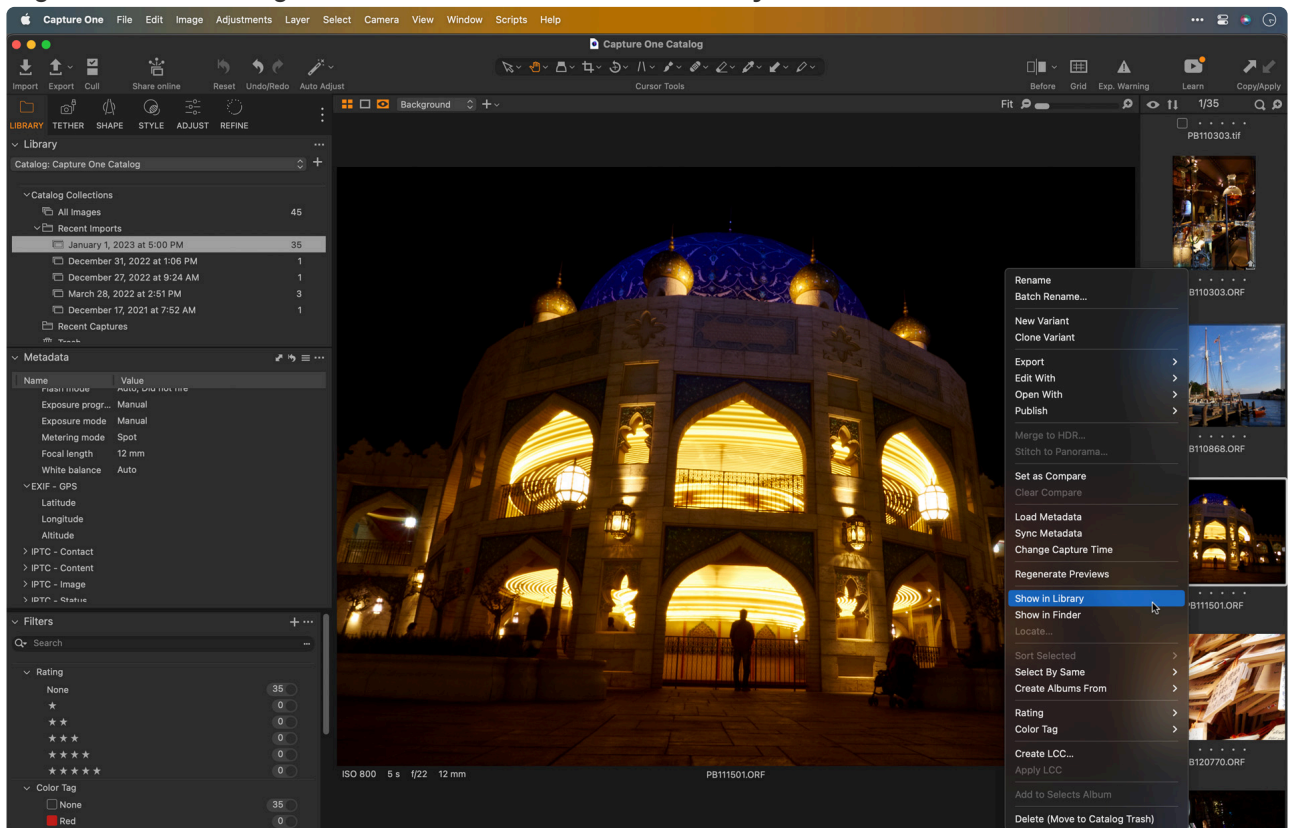 Capture One File Edit Image Adjustments Layer Select Camera View Window Scripts Help
Capture One Catalog
Import Export Cull Share online Reset Undo/Redo Auto Adjust Cursor Tools Before Grid Exp. Warning Learn Copy/Apply
LIBRARY TETHER SHAPE STYLE ADJUST REFINE
Background
Fit
1/35
Library
Catalog: Capture One Catalog
Catalog Collections
All Images 45
Recent Imports
January 1, 2023 at 5:00 PM 35
December 31, 2022 at 1:06 PM 1
December 27, 2022 at 9:24 AM 1
March 28, 2022 at 2:51 PM 3
December 17, 2021 at 7:52 AM 1
Recent Captures
Trash
Metadata
Name Value
Flash mode Auto, Did not fire
Exposure progr... Manual
Exposure mode Manual
Metering mode Spot
Focal length 12 mm
White balance Auto
EXIF - GPS
Latitude
Longitude
Altitude
IPTC - Contact
IPTC - Content
IPTC - Image
IPTC - Status
Filters
Search
Rating
None 35
★ 0
★ ★ 0
★ ★ ★ 0
★ ★ ★ ★ 0
★ ★ ★ ★ ★ 0
Color Tag
None 35
Red 0
ISO 800 5 s f/22 12 mm
PB111501.ORF
Rename
Batch Rename...
New Variant
Clone Variant
Export
Edit With
Open With
Publish
Merge to HDR...
Stitch to Panorama...
Set as Compare
Clear Compare
Load Metadata
Sync Metadata
Change Capture Time
Regenerate Previews
Show in Library
Show in Finder
Locate...
Sort Selected
Select By Same
Create Albums From
Rating
Color Tag
Create LCC...
Apply LCC
Add to Selects Album
Delete (Move to Catalog Trash)
PB110303.tif
B110303.ORF
B110868.ORF
B111501.ORF
B120770.ORF